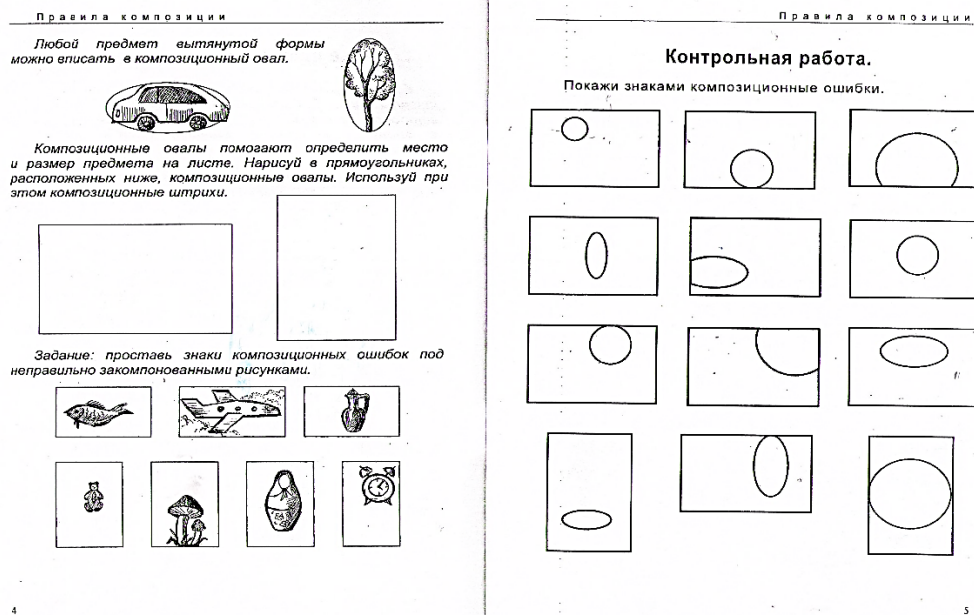 Правила композиции
Любой предмет вытянутой формы
можно вписать в композиционный овал.
Композиционные овалы помогают определить место
и размер предмета на листе. Нарисуй в прямоугольниках,
расположенных ниже, композиционные овалы. Используй при
этом композиционные штрихи.
Задание: проставь знаки композиционных ошибок под
неправильно закомпонованными рисунками.
4
Правила композиции
Контрольная работа.
Покажи знаками композиционные ошибки.
5